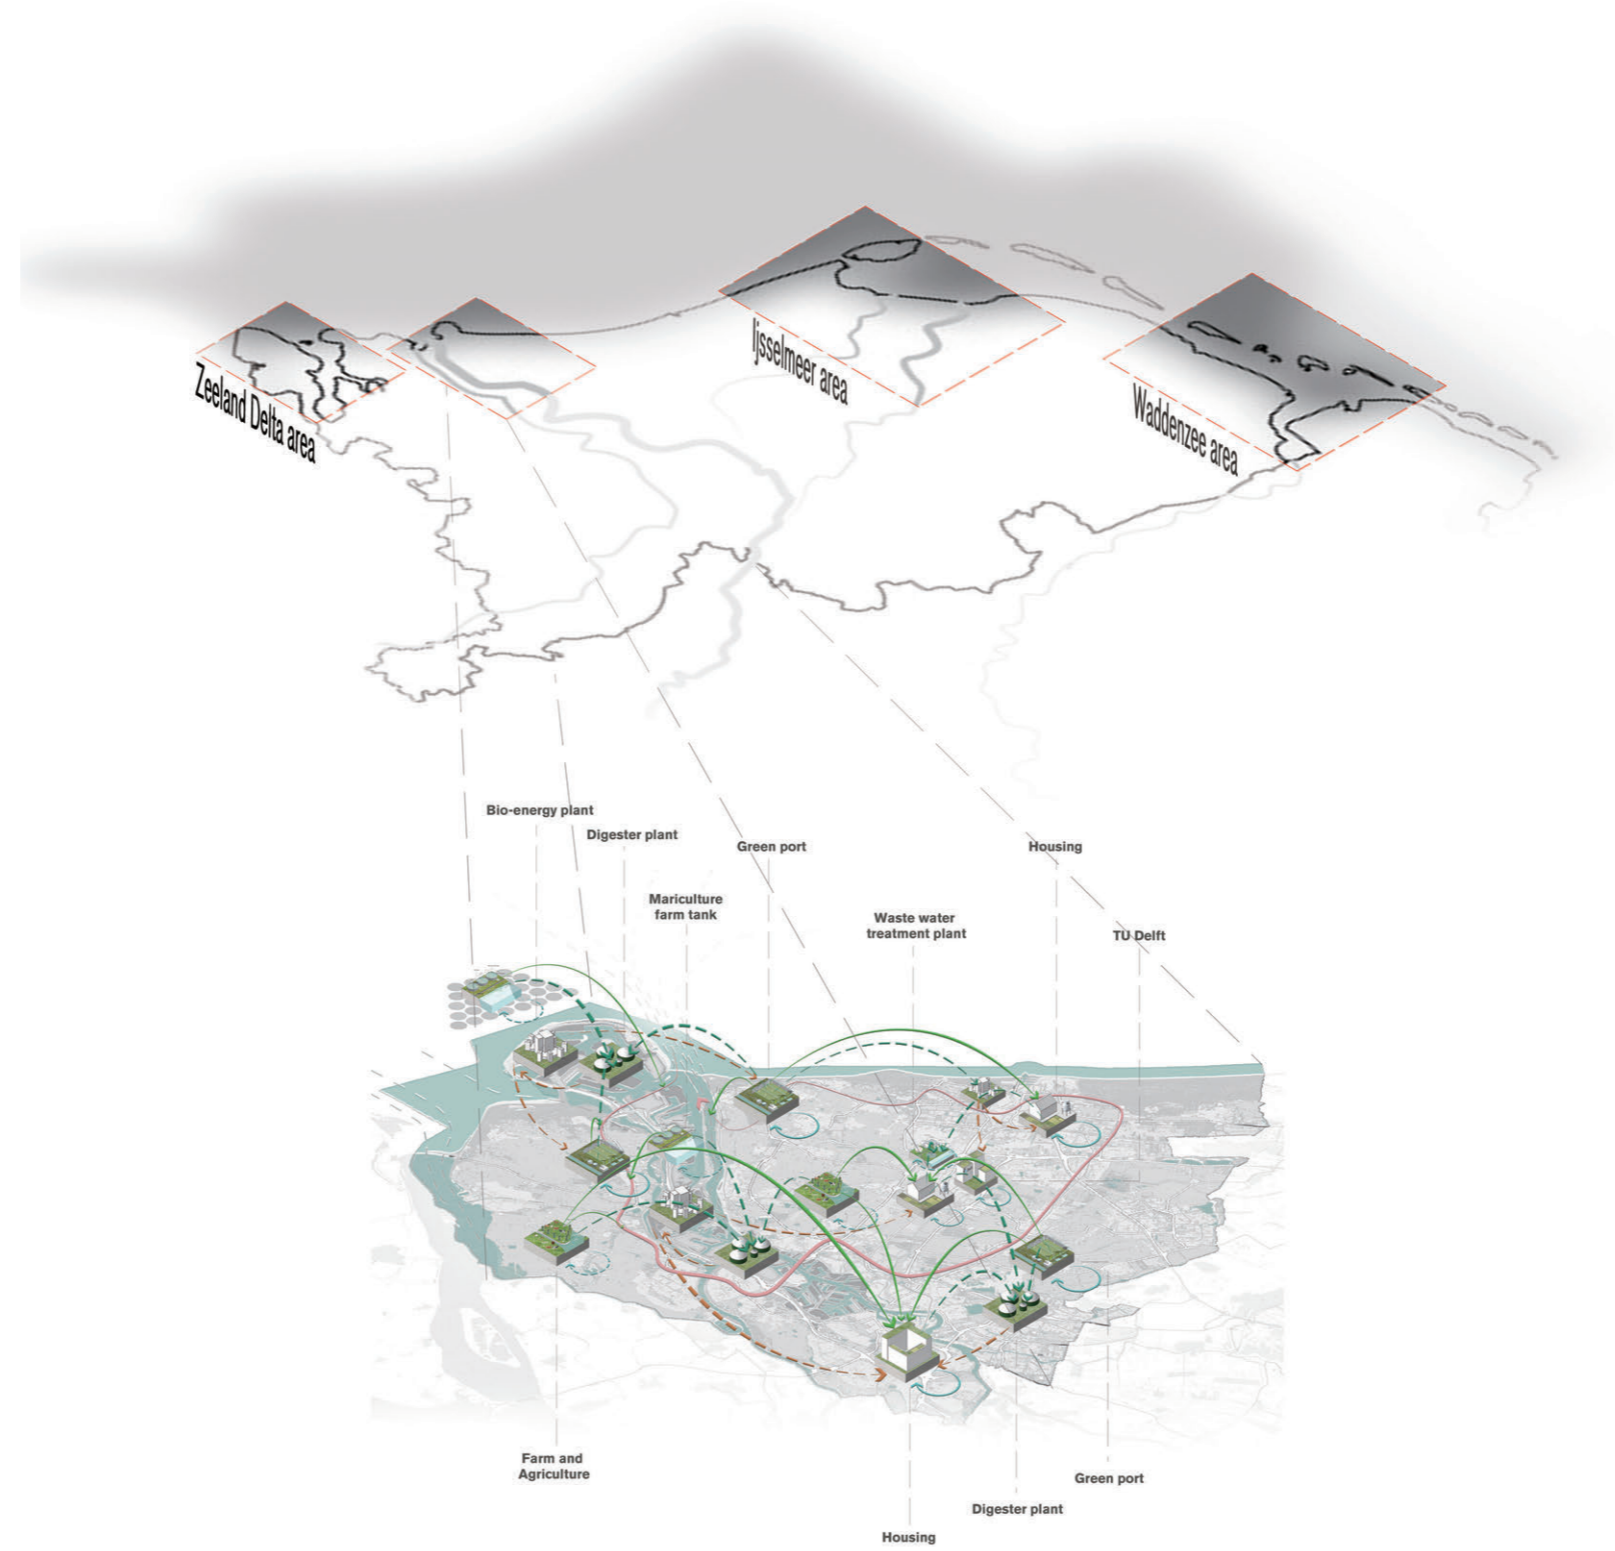 Zeeland Delta area
Ijsselmeer area
Waddenzee area
Bio-energy plant
Digester plant
Green port
Housing
Mariculture
farm tank
Waste water
treatment plant
TU Delft
Farm and
Agriculture
Green port
Digester plant
Housing